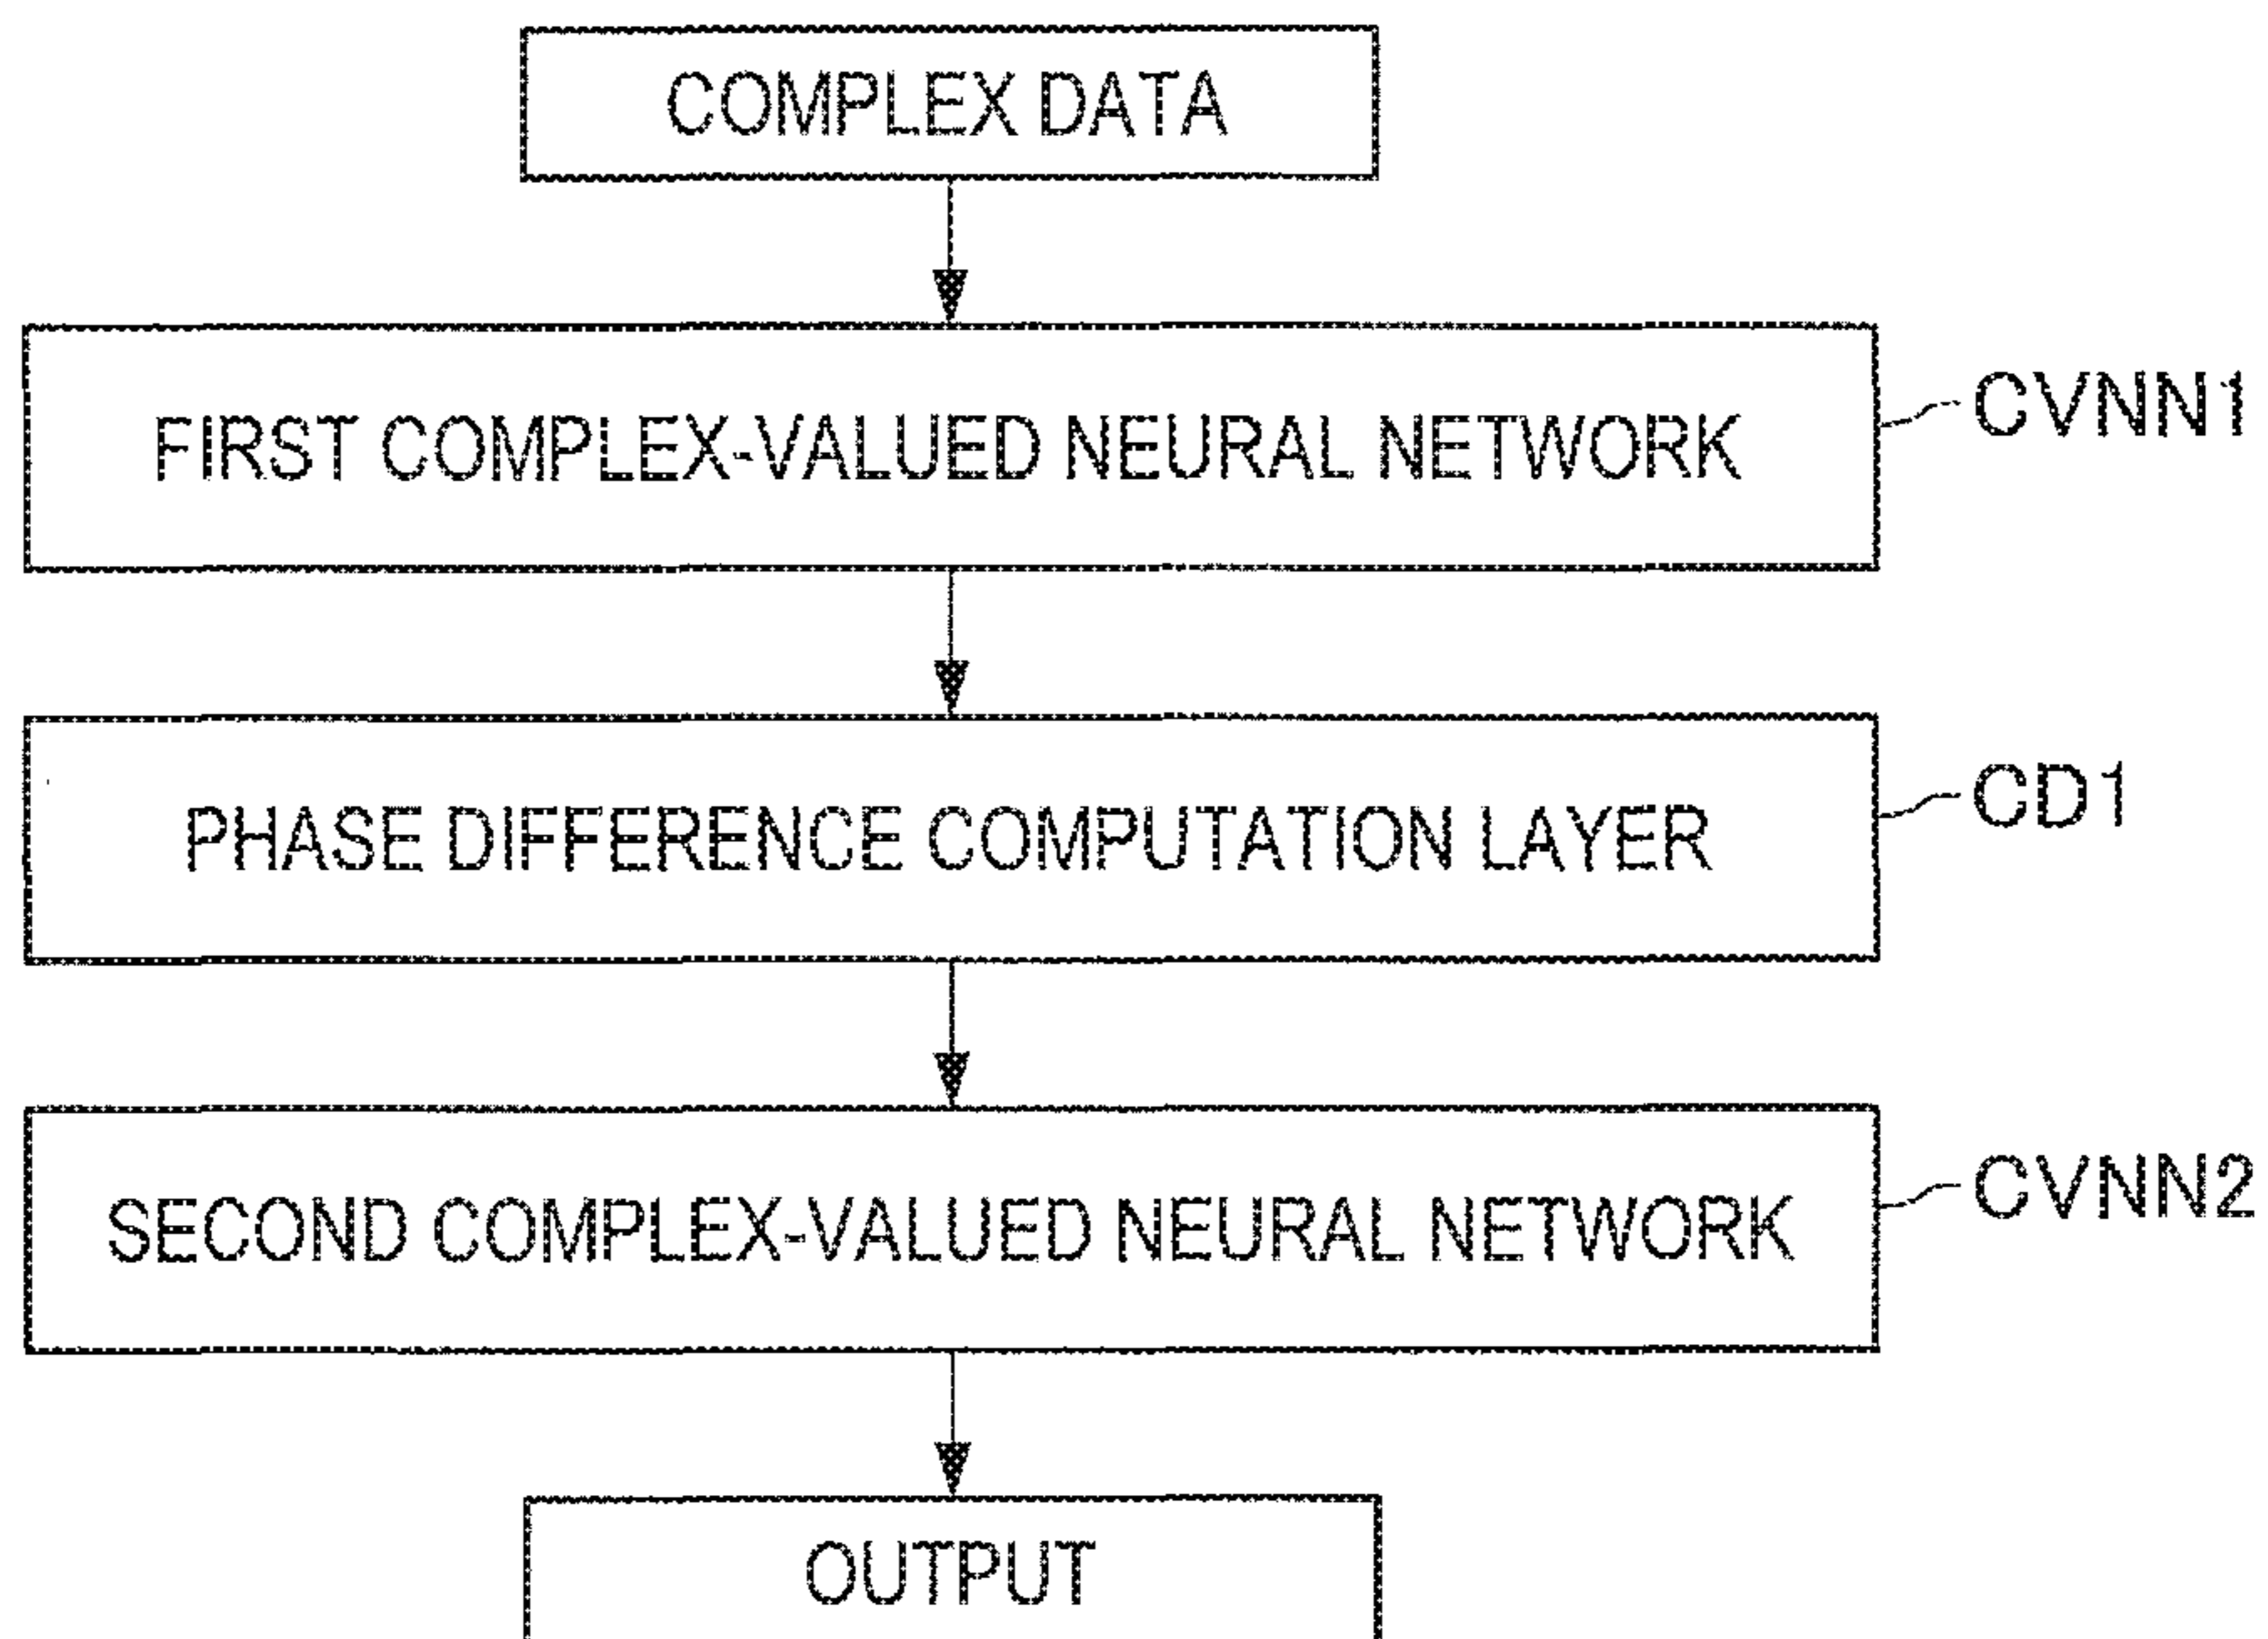 COMPLEX DATA
FIRST COMPLEX-VALUED NEURAL NETWORK
CVNN1
PHASE DIFFERENCE COMPUTATION LAYER
CD1
SECOND COMPLEX-VALUED NEURAL NETWORK
CVNN2
OUTPUT